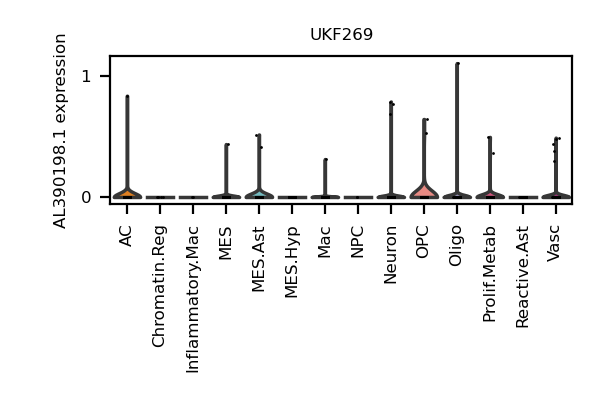 UKF269
AL390198.1 expression
1
0
AC
Chromatin.Reg
Inflammatory.Mac
MES
MES.Ast
MES.Hyp
Mac
NPC
Neuron
OPC
Oligo
Prolif.Metab
Reactive.Ast
Vasc